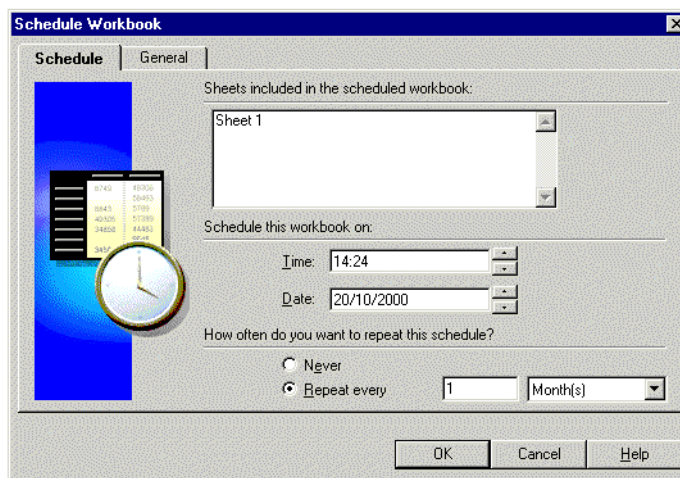 Schedule Workbook
Schedule General
Sheets included in the scheduled workbook:
Sheet 1
Schedule this workbook on:
Time: 14:24
Date: 20/10/2000
How often do you want to repeat this schedule?
Never
Repeat every 1 Month(s)
OK Cancel Help